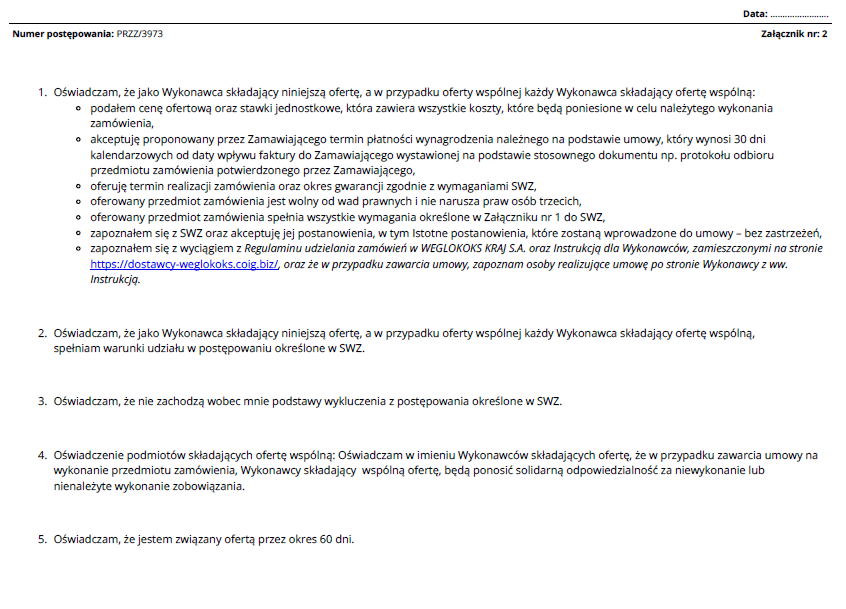 Data: ........................
Numer postępowania: PRZZ/3973 Załącznik nr: 2
1. Oświadczam, że jako Wykonawca składający niniejszą ofertę, a w przypadku oferty wspólnej każdy Wykonawca składający ofertę wspólną:
◦ podałem cenę ofertową oraz stawki jednostkowe, która zawiera wszystkie koszty, które będą poniesione w celu należytego wykonania
zamówienia,
◦ akceptuję proponowany przez Zamawiającego termin płatności wynagrodzenia należnego na podstawie umowy, który wynosi 30 dni
kalendarzowych od daty wpływu faktury do Zamawiającego wystawionej na podstawie stosownego dokumentu np. protokołu odbioru
przedmiotu zamówienia potwierdzonego przez Zamawiającego,
◦ oferuję termin realizacji zamówienia oraz okres gwarancji zgodnie z wymaganiami SWZ,
◦ oferowany przedmiot zamówienia jest wolny od wad prawnych i nie narusza praw osób trzecich,
◦ oferowany przedmiot zamówienia spełnia wszystkie wymagania określone w Załączniku nr 1 do SWZ,
◦ zapoznałem się z SWZ oraz akceptuję jej postanowienia, w tym Istotne postanowienia, które zostaną wprowadzone do umowy – bez zastrzeżeń,
◦ zapoznałem się z wyciągiem z Regulaminu udzielania zamówień w WEGLOKOKS KRAJ S.A. oraz Instrukcją dla Wykonawców, zamieszczonymi na stronie
https://dostawcy-weglokoks.coig.biz/, oraz że w przypadku zawarcia umowy, zapoznam osoby realizujące umowę po stronie Wykonawcy z ww.
Instrukcją.
2. Oświadczam, że jako Wykonawca składający niniejszą ofertę, a w przypadku oferty wspólnej każdy Wykonawca składający ofertę wspólną,
spełniam warunki udziału w postępowaniu określone w SWZ.
3. Oświadczam, że nie zachodzą wobec mnie podstawy wykluczenia z postępowania określone w SWZ.
4. Oświadczenie podmiotów składających ofertę wspólną: Oświadczam w imieniu Wykonawców składających ofertę, że w przypadku zawarcia umowy na
wykonanie przedmiotu zamówienia, Wykonawcy składający wspólną ofertę, będą ponosić solidarną odpowiedzialność za niewykonanie lub
nienależyte wykonanie zobowiązania.
5. Oświadczam, że jestem związany ofertą przez okres 60 dni.